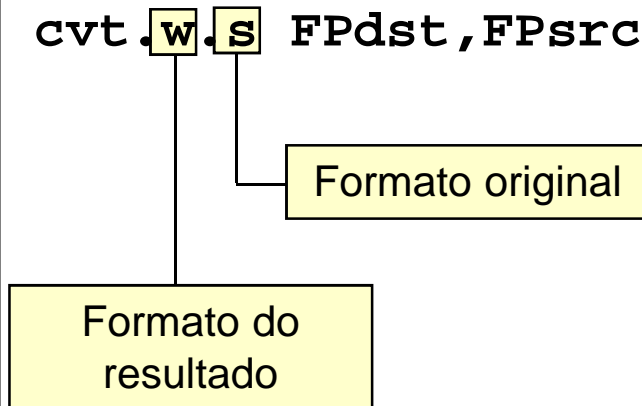 cvt.w.s FPdst,FPsrc
Formato original
Formato do
resultado